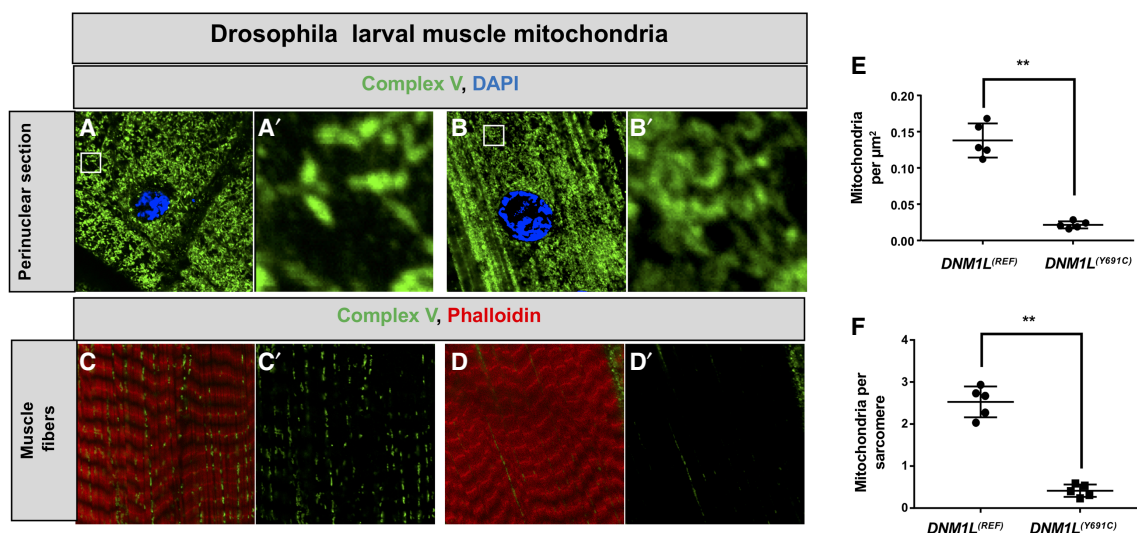 Drosophila larval muscle mitochondria
Complex V, DAPI
Perinuclear section
A
A′
B
B′
Complex V, Phalloidin
Muscle
fibers
C
C′
D
D′
E
**
Mitochondria
per µm²
0.20
0.15
0.10
0.05
0.00
DNM1L(REF)
DNM1L(Y691C)
F
**
Mitochondria per
sarcomere
4
3
2
1
0
DNM1L(REF)
DNM1L(Y691C)